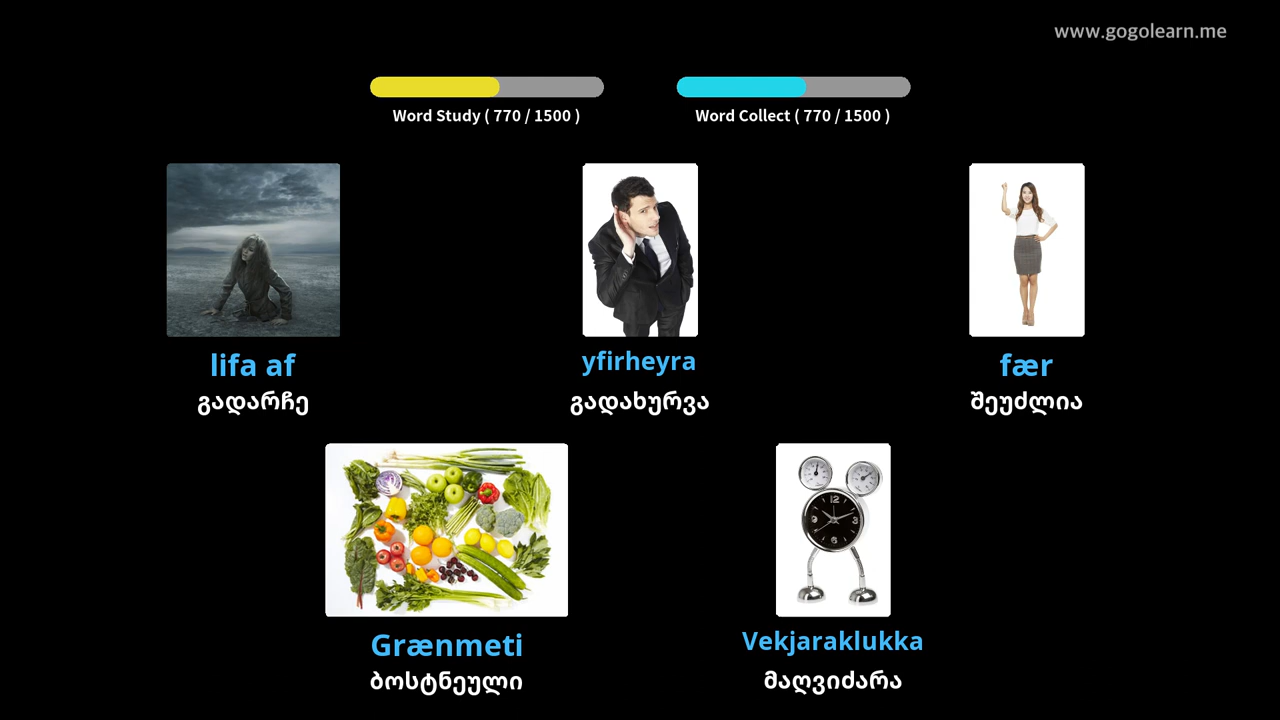 www.gogolearn.me
Word Study ( 770 / 1500 )
Word Collect ( 770 / 1500 )
lifa af
yfirheyra
fær
გადარჩე
გადახურვა
შეუძლია
Grænmeti
Vekjaraklukka
ბოსტნეული
მაღვიძარა